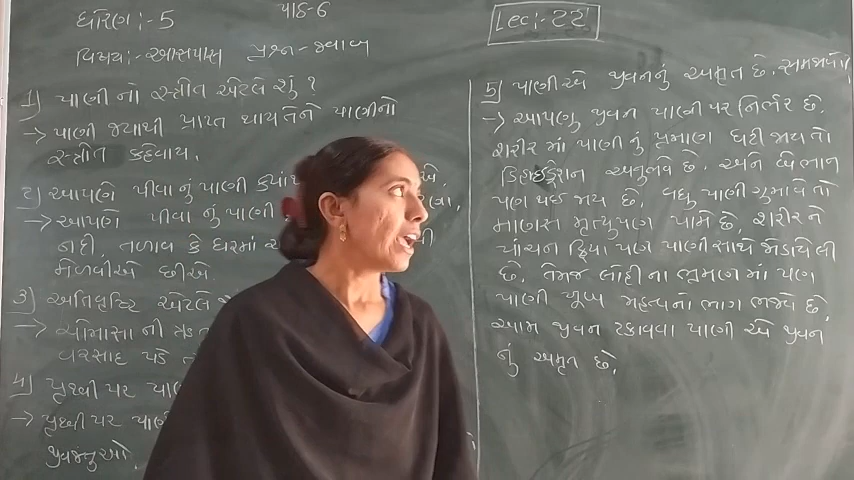 ધોરણ :- 5
પાઠ-6
Lec:- 22
વિષય:- આસપાસ પ્રશ્ન - જવાબ
1) પાણી નો સ્ત્રોત એટલે શું ?
→ પાણી જ્યાથી પ્રાપ્ત થાય તેને પાણીનો
સ્ત્રોત કહેવાય.
2) આપણે પીવા નું પાણી
→ આપણે પીવા નું પાણી
નદી, તળાવ કે ઘરમાં
મેળવીએ છીએ
3) અતિવૃષ્ટિ એટલે
→ ચોમાસા ની
વરસાદ પડે
4) પૃથ્વી પર
→ પૃથ્વી પર પાણી
જીવજંતુઓ.
5) પાણી એ જીવનનું અમૃત છે. સમજાવો.
→ આપણુ જીવન પાણી પર નિર્ભર છે.
શરીર માં પાણી નું પ્રમાણ ઘટી જાય તો
ડિહાઈડ્રેશન અનુભવે છે. અને
પણ થઈ જાય છે. વધુ પાણી ગુમાવે તો
માણસ મૃત્યુ પણ પામે છે, શરીર ને
પાચન ક્રિયા પણ પાણી સાથે જોડાયેલી
છે. તેમજ લોહી ના ભ્રમણ માં પણ
પાણી ખુબ મહત્વનો ભાગ ભજવે છે.
આમ જીવન ટકાવવા પાણી એ જીવન
નું અમૃત છે.